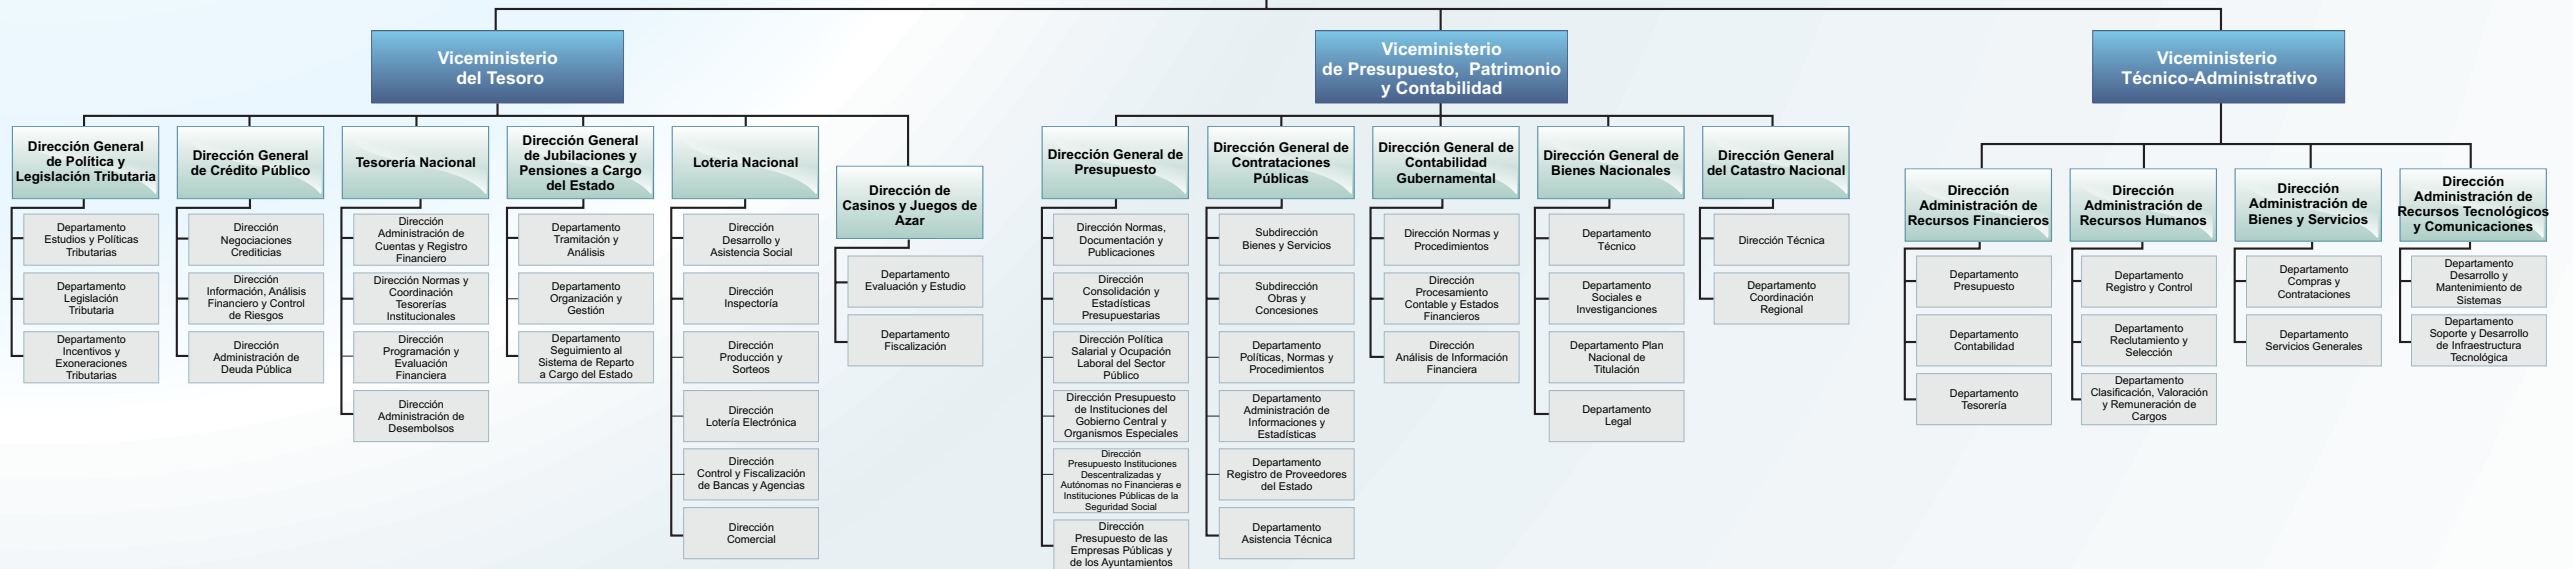 Viceministerio
del Tesoro
Dirección General
de Política y
Legislación Tributaria
Departamento
Estudios y Políticas
Tributarias
Departamento
Legislación
Tributaria
Departamento
Incentivos y
Exoneraciones
Tributarias
Dirección General
de Crédito Público
Dirección
Negociaciones
Crediticias
Dirección
Información, Análisis
Financiero y Control
de Riesgos
Dirección
Administración de
Deuda Pública
Tesorería Nacional
Dirección
Administración de
Cuentas y Registro
Financiero
Dirección Normas y
Coordinación
Tesorerías
Institucionales
Dirección
Programación y
Evaluación
Financiera
Dirección
Administración de
Desembolsos
Dirección General
de Jubilaciones y
Pensiones a Cargo
del Estado
Departamento
Tramitación y
Análisis
Departamento
Organización y
Gestión
Departamento
Seguimiento al
Sistema de Reparto
a Cargo del Estado
Loteria Nacional
Dirección
Desarrollo y
Asistencia Social
Dirección
Inspectoría
Dirección
Producción y
Sorteos
Dirección
Lotería Electrónica
Dirección
Control y Fiscalización
de Bancas y Agencias
Dirección
Comercial
Dirección de
Casinos y Juegos de
Azar
Departamento
Evaluación y Estudio
Departamento
Fiscalización
Viceministerio
de Presupuesto, Patrimonio
y Contabilidad
Dirección General de
Presupuesto
Dirección Normas,
Documentación y
Publicaciones
Dirección
Consolidación y
Estadísticas
Presupuestarias
Dirección Política
Salarial y Ocupación
Laboral del Sector
Público
Dirección Presupuesto
de Instituciones del
Gobierno Central y
Organismos Especiales
Dirección
Presupuesto Instituciones
Descentralizadas y
Autónomas no Financieras e
Instituciones Públicas de la
Seguridad Social
Dirección
Presupuesto de las
Empresas Públicas y
de los Ayuntamientos
Dirección General de
Contrataciones
Públicas
Subdirección
Bienes y Servicios
Subdirección
Obras y
Concesiones
Departamento
Políticas, Normas y
Procedimientos
Departamento
Administración de
Informaciones y
Estadísticas
Departamento
Registro de Proveedores
del Estado
Departamento
Asistencia Técnica
Dirección General de
Contabilidad
Gubernamental
Dirección Normas y
Procedimientos
Dirección
Procesamiento
Contable y Estados
Financieros
Dirección
Análisis de Información
Financiera
Dirección General de
Bienes Nacionales
Departamento
Técnico
Departamento
Sociales e
Investiganciones
Departamento Plan
Nacional de
Titulación
Departamento
Legal
Dirección General
del Catastro Nacional
Dirección Técnica
Departamento
Coordinación
Regional
Viceministerio
Técnico-Administrativo
Dirección
Administración de
Recursos Financieros
Departamento
Presupuesto
Departamento
Contabilidad
Departamento
Tesorería
Dirección
Administración de
Recursos Humanos
Departamento
Registro y Control
Departamento
Reclutamiento y
Selección
Departamento
Clasificación, Valoración
y Remuneración de
Cargos
Dirección
Administración de
Bienes y Servicios
Departamento
Compras y
Contrataciones
Departamento
Servicios Generales
Dirección
Administración de
Recursos Tecnológicos
y Comunicaciones
Departamento
Desarrollo y
Mantenimiento de
Sistemas
Departamento
Soporte y Desarrollo
de Infraestructura
Tecnológica